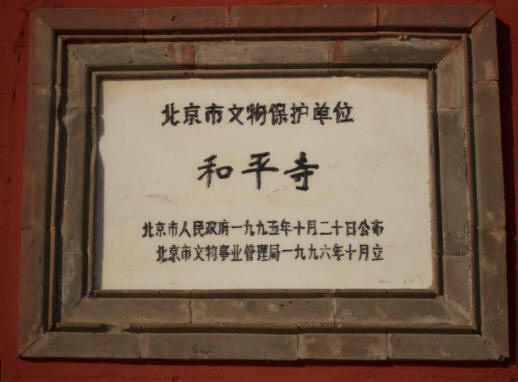 北京市文物保护单位
和平寺
北京市人民政府一九九五年十月二十日公布
北京市文物事业管理局一九九六年十月立